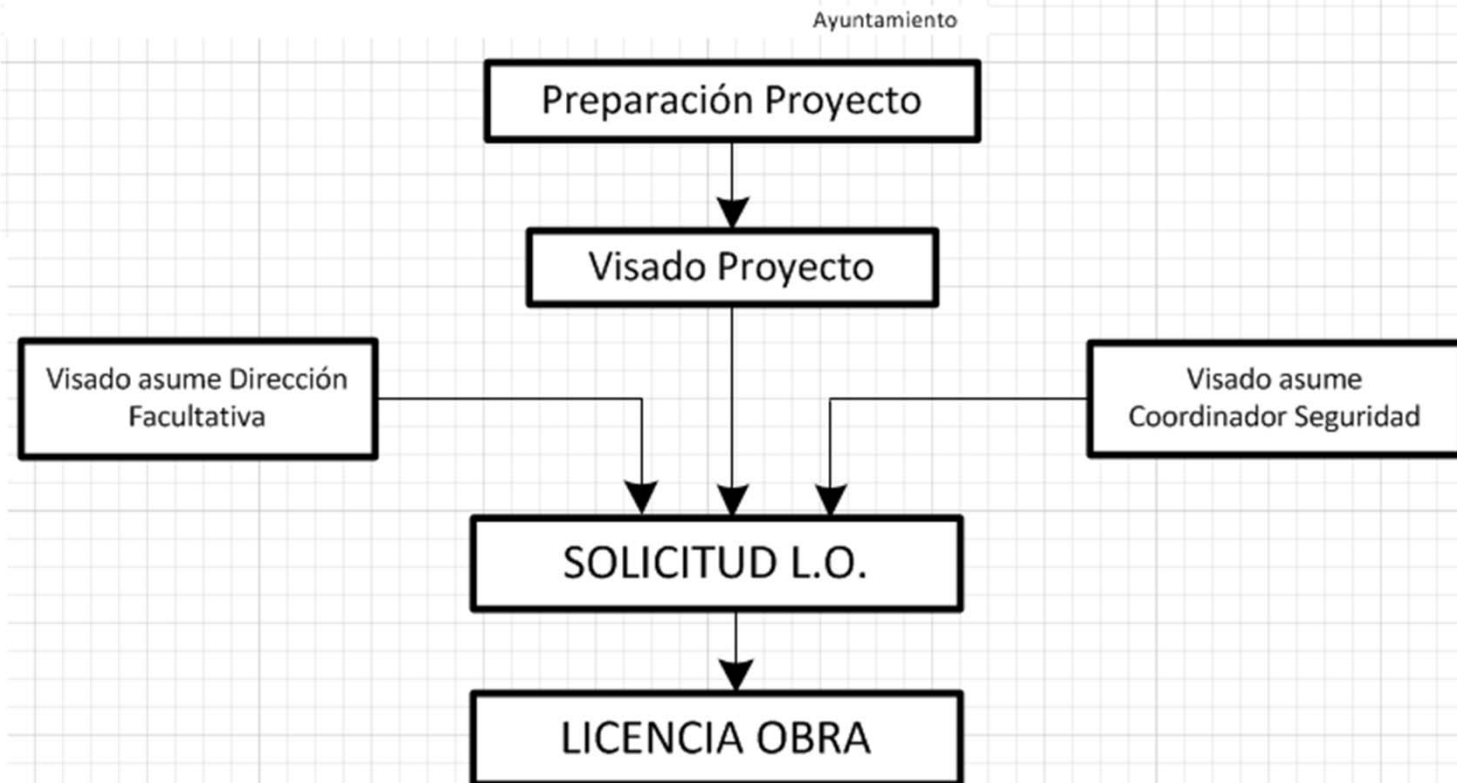 Ayuntamiento
Preparación Proyecto
Visado Proyecto
Visado asume Dirección
Facultativa
Visado asume
Coordinador Seguridad
SOLICITUD L.O.
LICENCIA OBRA